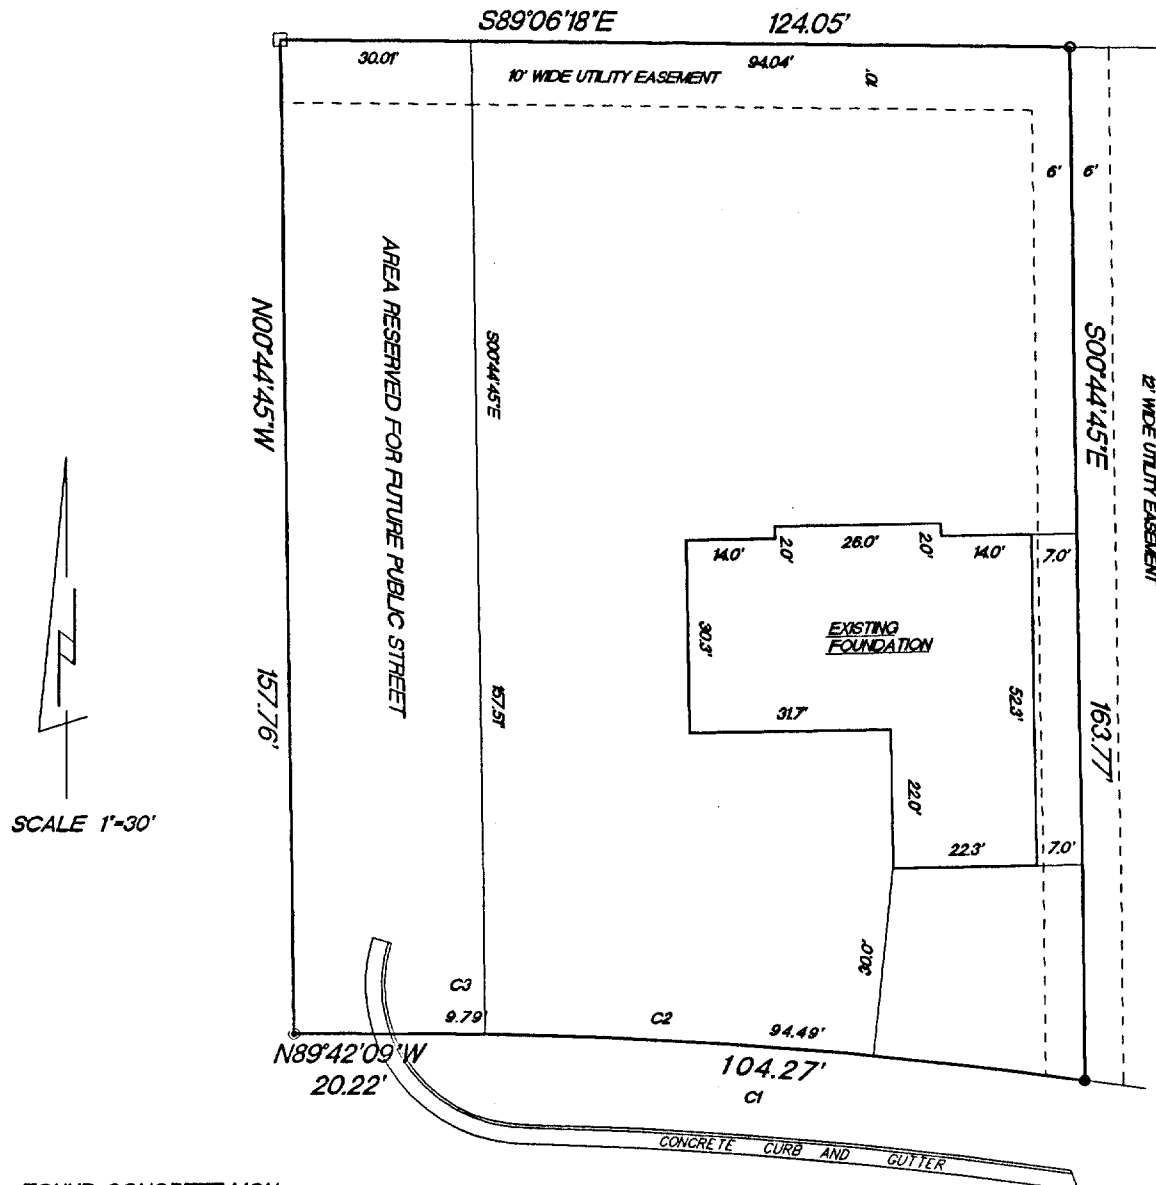 S89°06'18"E 124.05'
30.01'
94.04'
10' WIDE UTILITY EASEMENT
10'
6' 6'
AREA RESERVED FOR FUTURE PUBLIC STREET
N00°44'45"W
157.76'
S00°44'45"E
157.51'
S00°44'45"E
163.77'
12' WIDE UTILITY EASEMENT
14.0' 2.0' 26.0' 2.0' 14.0' 7.0'
30.3'
EXISTING
FOUNDATION
52.3'
31.7'
22.0'
22.3' 7.0'
30.0'
SCALE 1"=30'
C3
9.79'
C2
94.49'
N89°42'09"W
20.22'
104.27'
C1
CONCRETE CURB AND GUTTER